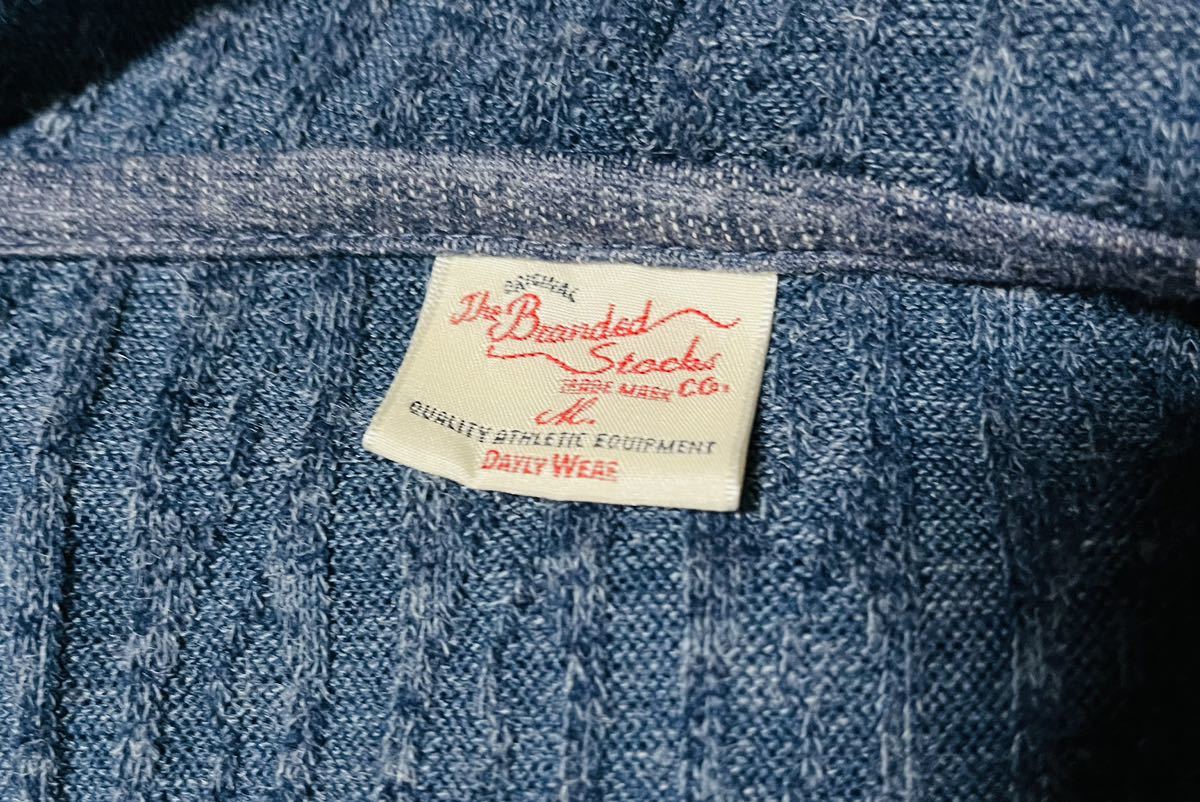 ORIGINAL
The Branded
Stocks
TRADE MARK CO.
M.
QUALITY ATHLETIC EQUIPMENT
DAYLY WEAR